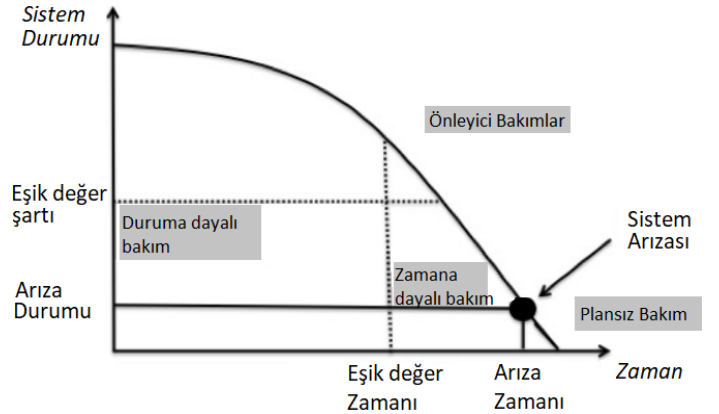 Sistem
Durumu
Önleyici Bakımlar
Eşik değer
şartı
Duruma dayalı
bakım
Sistem
Arızası
Zamana
dayalı bakım
Arıza
Durumu
Plansız Bakım
Eşik değer
Zamanı
Arıza
Zamanı
Zaman